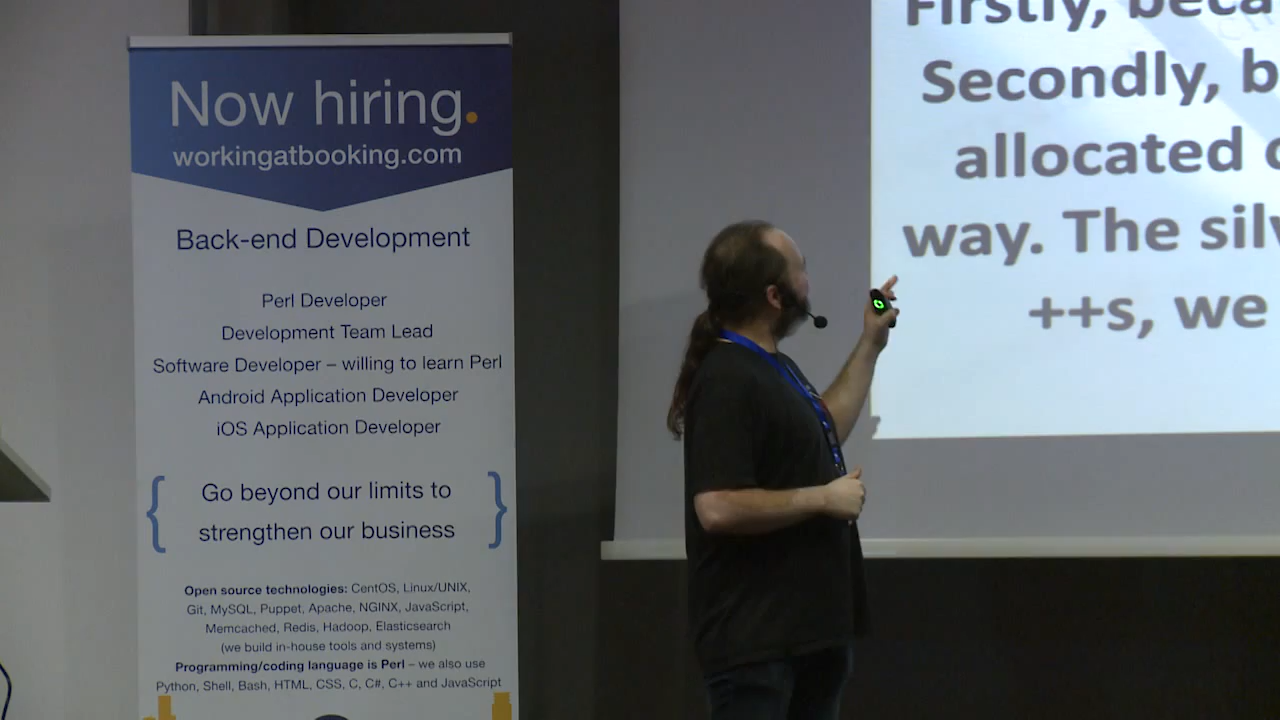 Now hiring.
workingatbooking.com
Back-end Development
Perl Developer
Development Team Lead
Software Developer – willing to learn Perl
Android Application Developer
iOS Application Developer
{ Go beyond our limits to
strengthen our business }
Open source technologies: CentOS, Linux/UNIX,
Git, MySQL, Puppet, Apache, NGINX, JavaScript,
Memcached, Redis, Hadoop, Elasticsearch
(we build in-house tools and systems)
Programming/coding language is Perl – we also use
Python, Shell, Bash, HTML, CSS, C, C#, C++ and JavaScript
Firstly,
Secondly,
allocated
way. The
++s, we